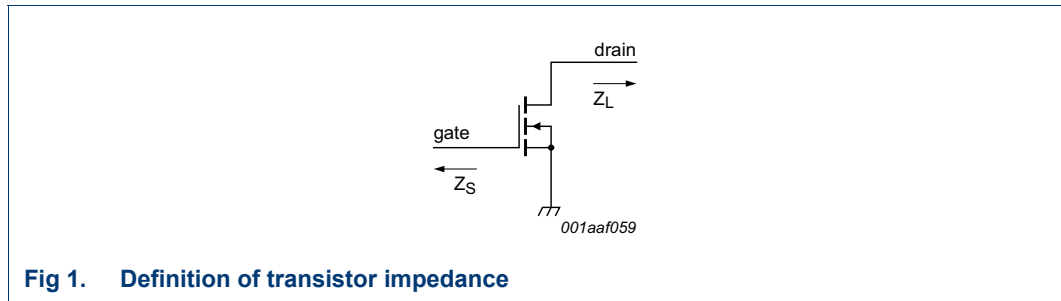 drain
Z_L
gate
Z_S
001aaf059
Fig 1. Definition of transistor impedance